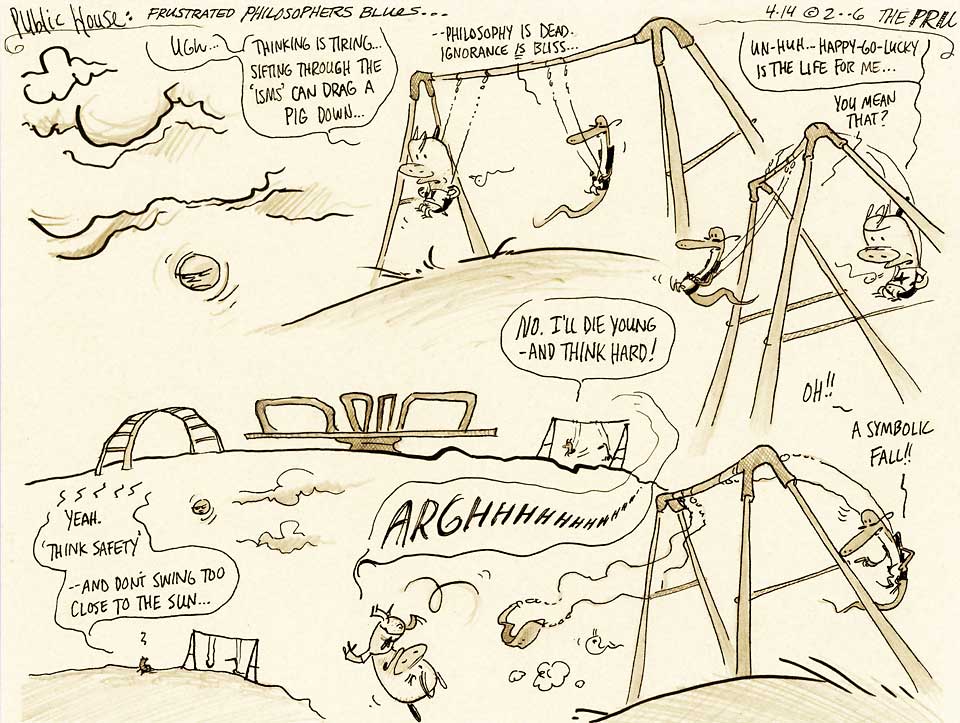 Public House: FRUSTRATED PHILOSOPHERS BLUES...
4.14 © 2--6 THE PRU
UGH...
THINKING IS TIRING...
SIFTING THROUGH THE
'ISMS' CAN DRAG A
PIG DOWN...
--PHILOSOPHY IS DEAD.
IGNORANCE IS BLISS...
UN-HUH... HAPPY-GO-LUCKY
IS THE LIFE FOR ME...
YOU MEAN
THAT?
NO. I'LL DIE YOUNG
-AND THINK HARD!
OH!!
A SYMBOLIC
FALL!!
ARGHHHHHHHHHHH
YEAH.
'THINK SAFETY'
--AND DON'T SWING TOO
CLOSE TO THE SUN...
?